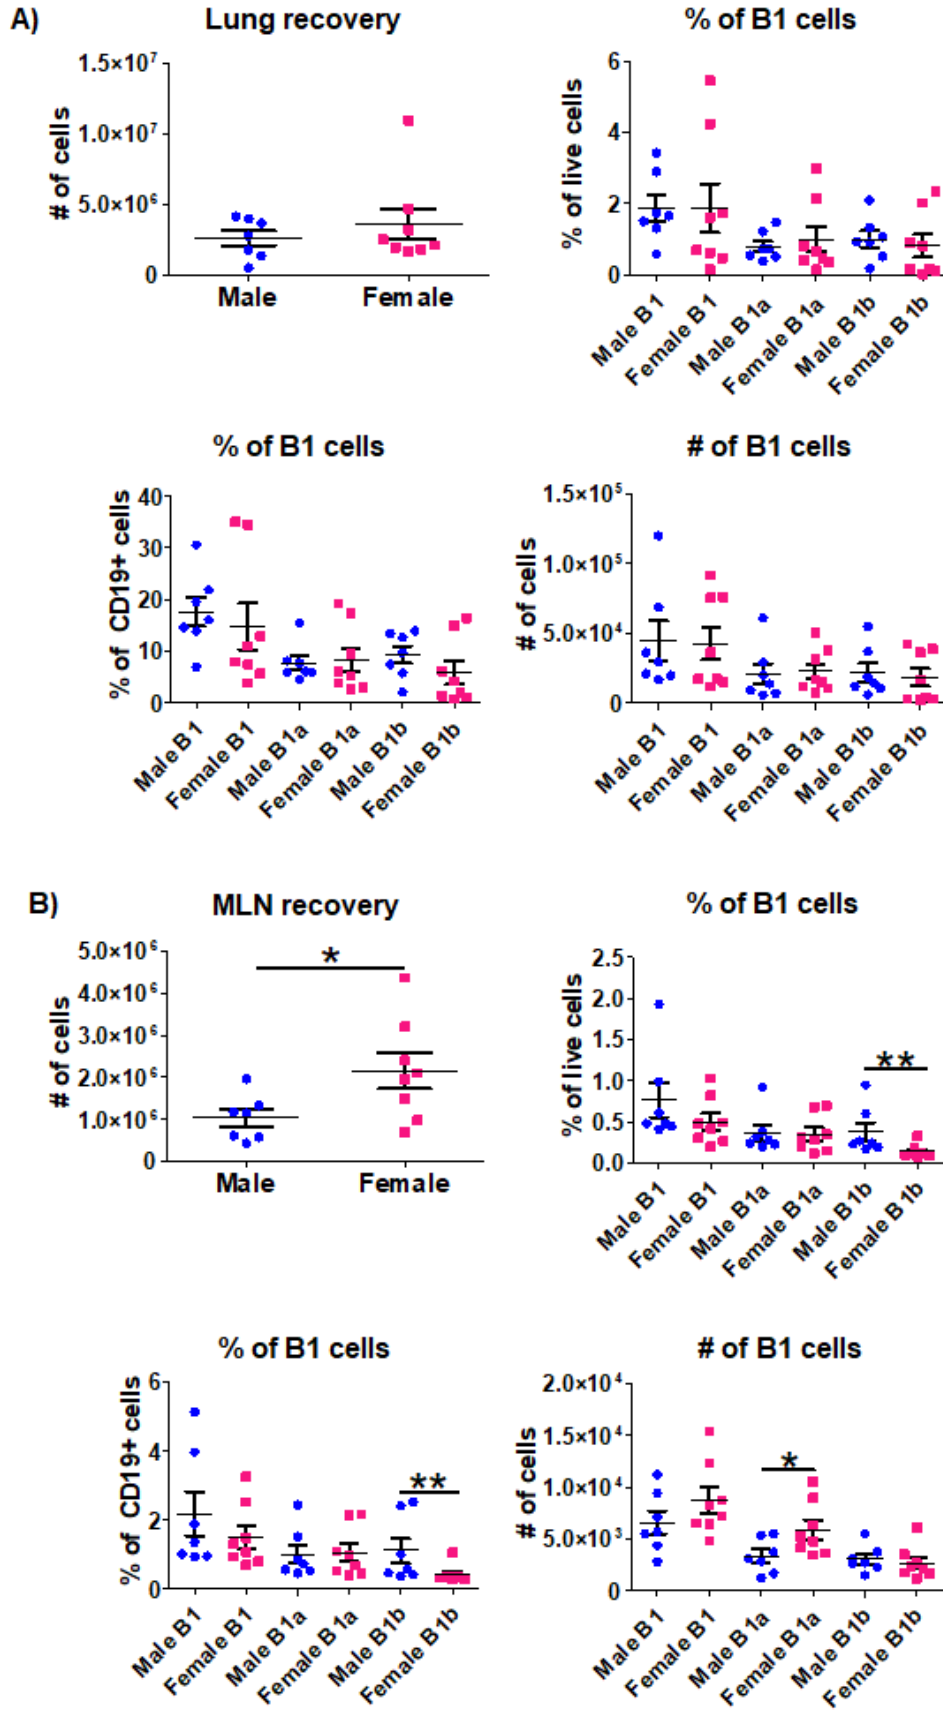 A)
Lung recovery
# of cells
1.5×10⁷
1.0×10⁷
5.0×10⁶
0
Male
Female
% of B1 cells
% of live cells
6
4
2
0
Male B1
Female B1
Male B1a
Female B1a
Male B1b
Female B1b
% of B1 cells
% of CD19+ cells
40
30
20
10
0
Male B1
Female B1
Male B1a
Female B1a
Male B1b
Female B1b
# of B1 cells
# of cells
1.5×10⁵
1.0×10⁵
5.0×10⁴
0
Male B1
Female B1
Male B1a
Female B1a
Male B1b
Female B1b
B)
MLN recovery
# of cells
5.0×10⁶
4.0×10⁶
3.0×10⁶
2.0×10⁶
1.0×10⁶
0
*
Male
Female
% of B1 cells
% of live cells
2.5
2.0
1.5
1.0
0.5
0.0
**
Male B1
Female B1
Male B1a
Female B1a
Male B1b
Female B1b
% of B1 cells
% of CD19+ cells
6
4
2
0
**
Male B1
Female B1
Male B1a
Female B1a
Male B1b
Female B1b
# of B1 cells
# of cells
2.0×10⁴
1.5×10⁴
1.0×10⁴
5.0×10³
0
*
Male B1
Female B1
Male B1a
Female B1a
Male B1b
Female B1b